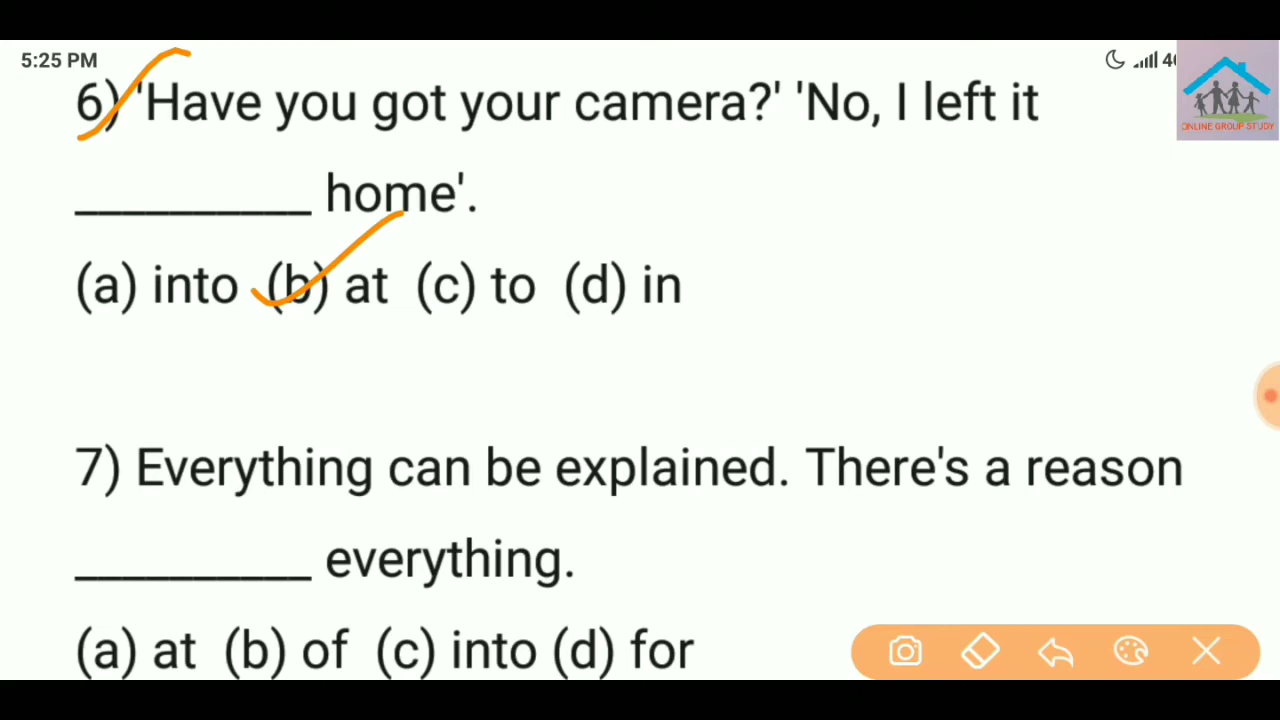 5:25 PM
6) 'Have you got your camera?' 'No, I left it
__________ home'.
(a) into (b) at (c) to (d) in
7) Everything can be explained. There's a reason
__________ everything.
(a) at (b) of (c) into (d) for
ONLINE GROUP STUDY